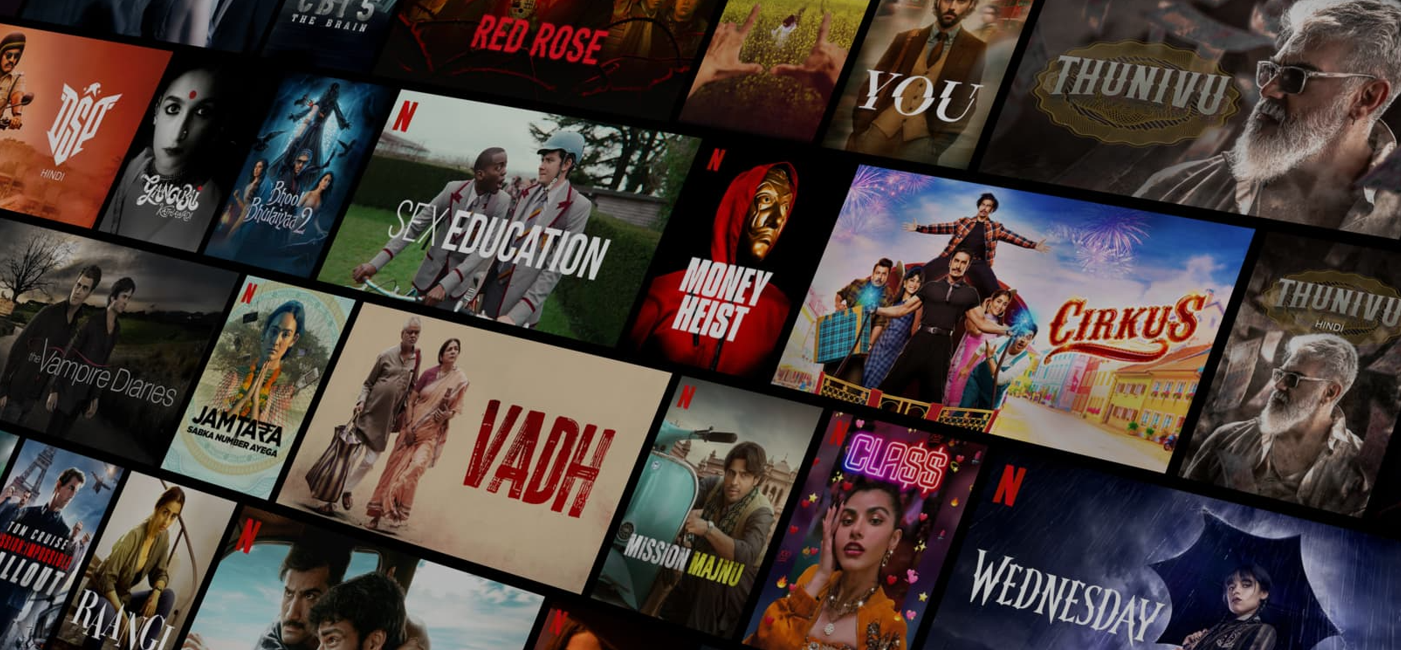 CBI 5
THE BRAIN
RED ROSE
YOU
THUNIVU
DSP
HINDI
GANGUBAI
KATHIAWADI
Bhool
Bhulaiyaa 2
N
SEX EDUCATION
N
MONEY
HEIST
CIRKUS
THUNIVU
HINDI
the Vampire Diaries
N
JAMTARA
SABKA NUMBER AYEGA
VADH
N
MISSION MAJNU
N
CLA$$
N
WEDNESDAY
TOM CRUISE
MISSION: IMPOSSIBLE
FALLOUT
RAANGI
N
N